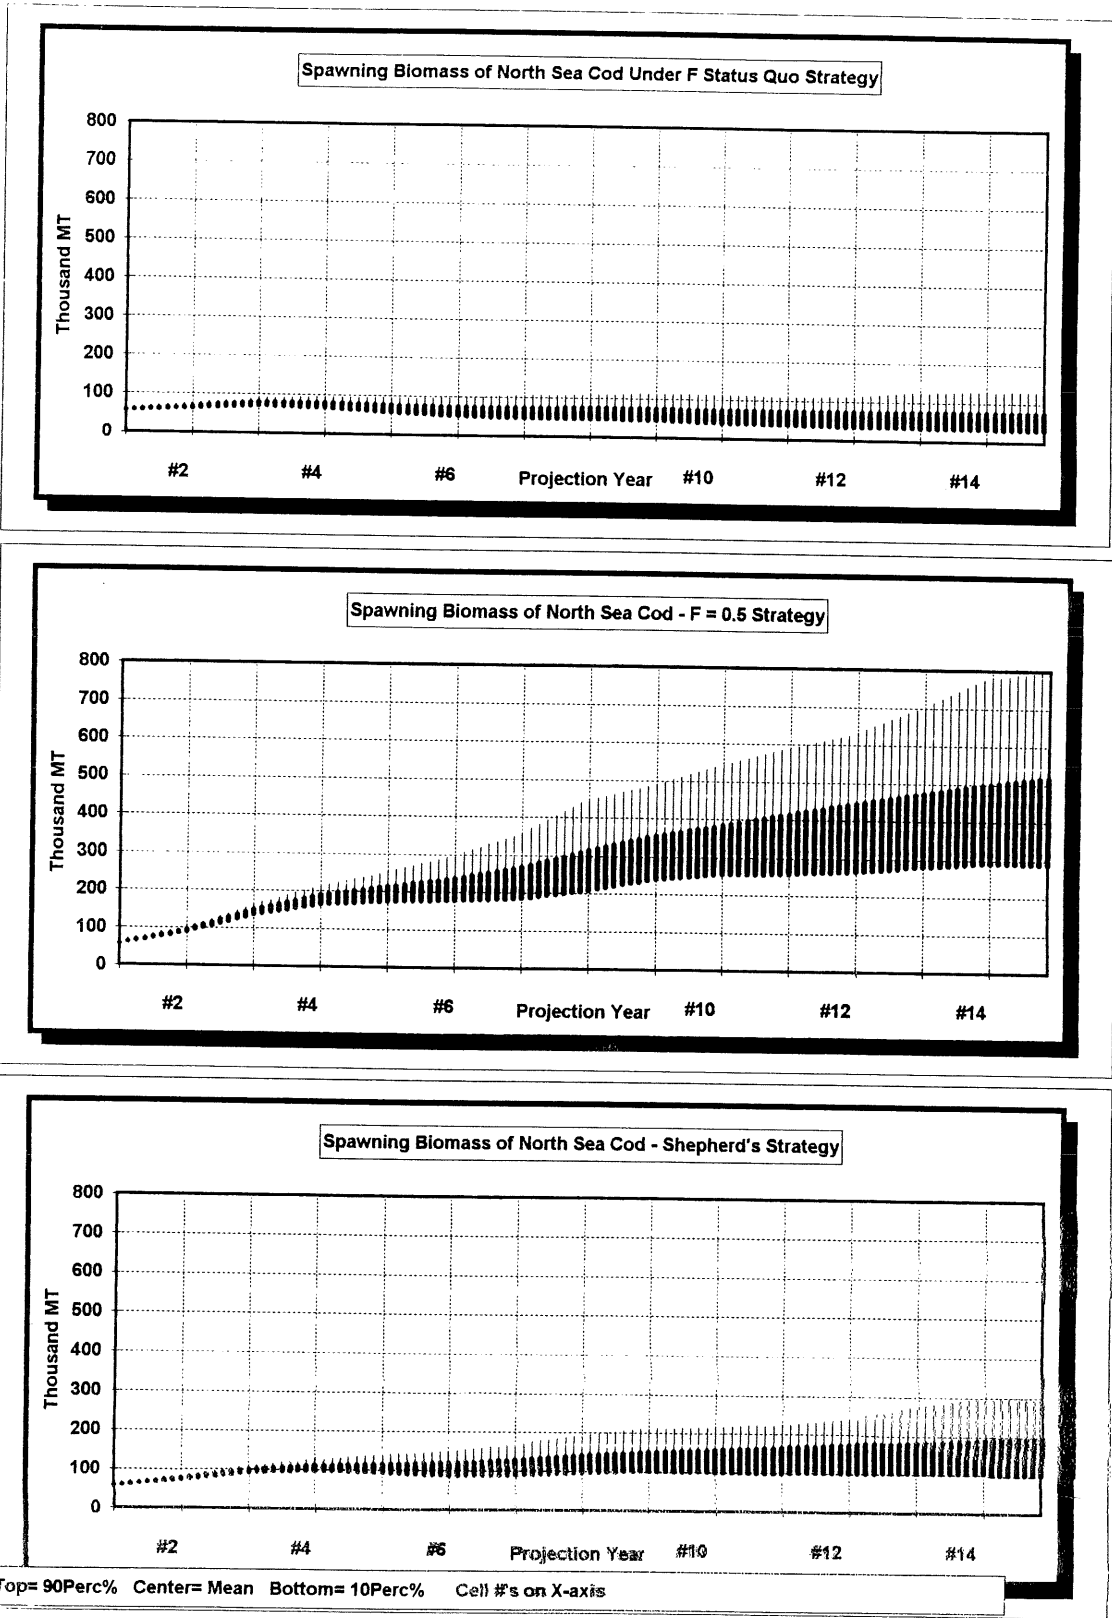 Spawning Biomass of North Sea Cod Under F Status Quo Strategy
800
700
600
500
400
300
200
100
0
Thousand MT
#2 #4 #6 Projection Year #10 #12 #14
Spawning Biomass of North Sea Cod - F = 0.5 Strategy
800
700
600
500
400
300
200
100
0
Thousand MT
#2 #4 #6 Projection Year #10 #12 #14
Spawning Biomass of North Sea Cod - Shepherd's Strategy
800
700
600
500
400
300
200
100
0
Thousand MT
#2 #4 #6 Projection Year #10 #12 #14
Top= 90Perc% Center= Mean Bottom= 10Perc% Cell #'s on X-axis